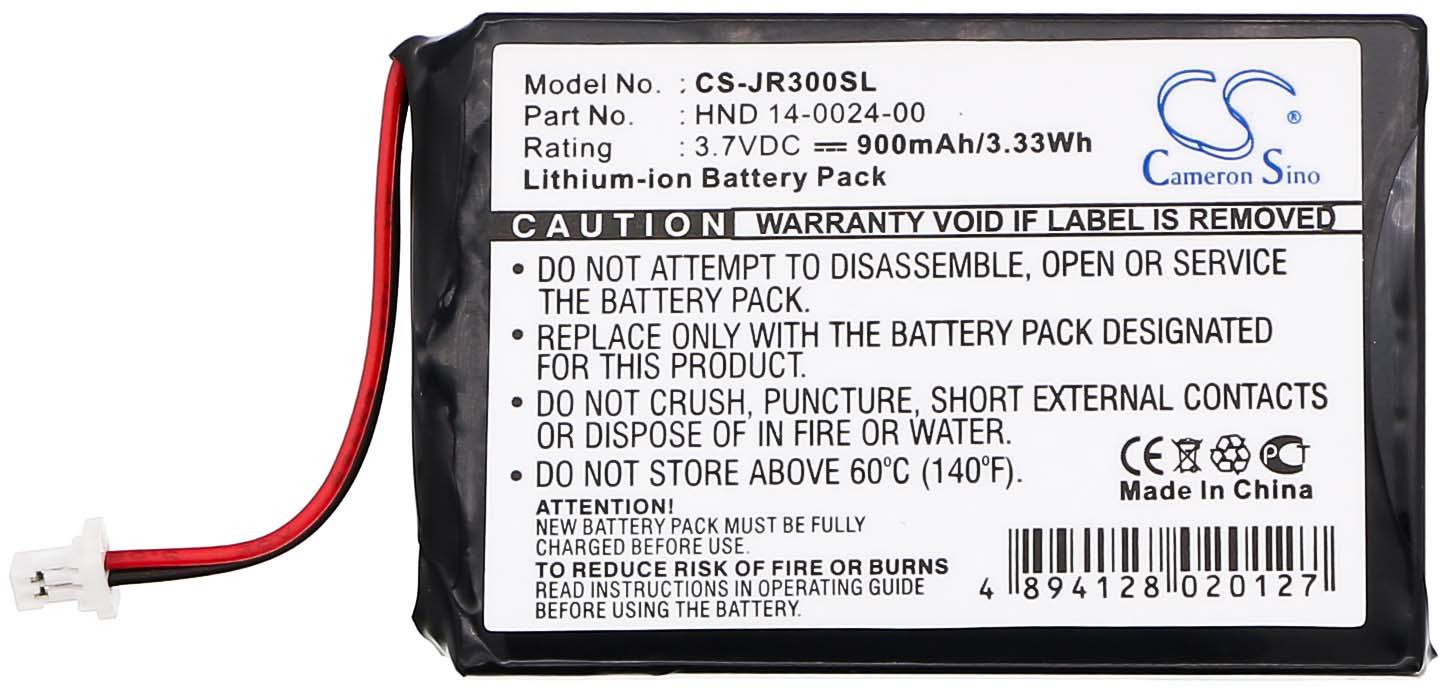 Model No. : CS-JR300SL
Part No. : HND 14-0024-00
Rating : 3.7VDC 900mAh/3.33Wh
Lithium-ion Battery Pack
CS®
Cameron Sino
CAUTION WARRANTY VOID IF LABEL IS REMOVED
• DO NOT ATTEMPT TO DISASSEMBLE, OPEN OR SERVICE
THE BATTERY PACK.
• REPLACE ONLY WITH THE BATTERY PACK DESIGNATED
FOR THIS PRODUCT.
• DO NOT CRUSH, PUNCTURE, SHORT EXTERNAL CONTACTS
OR DISPOSE OF IN FIRE OR WATER.
• DO NOT STORE ABOVE 60°C (140°F).
CE
Made In China
ATTENTION!
NEW BATTERY PACK MUST BE FULLY
CHARGED BEFORE USE.
TO REDUCE RISK OF FIRE OR BURNS
READ INSTRUCTIONS IN OPERATING GUIDE
BEFORE USING THE BATTERY.
4 894128 020127